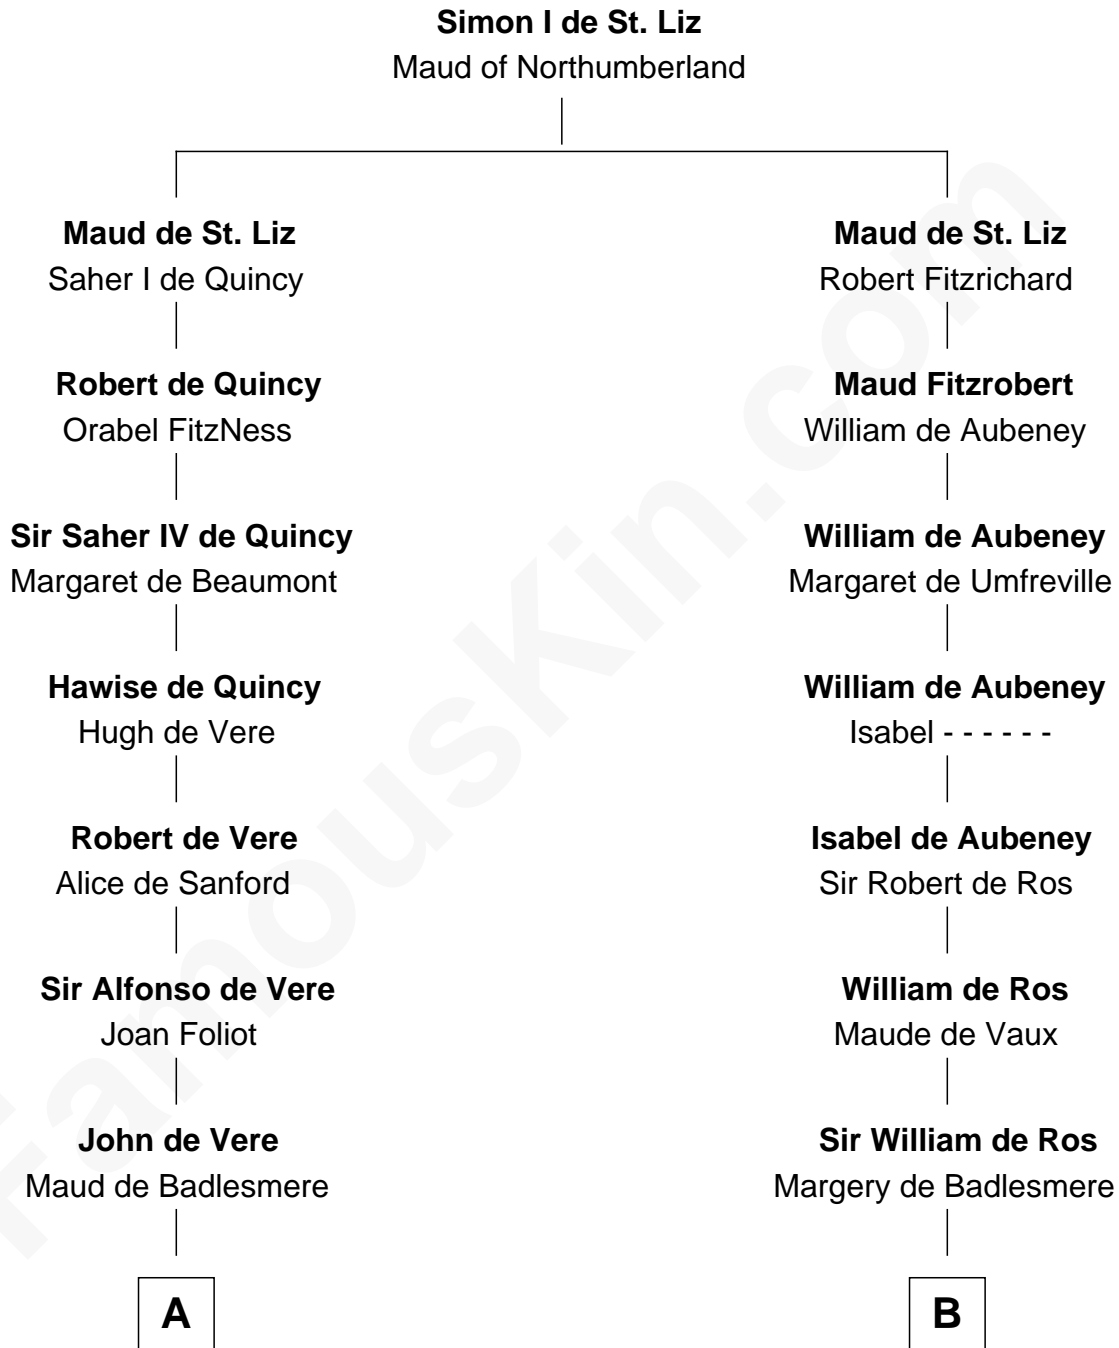 Simon I de St. Liz
Maud of Northumberland
Maud de St. Liz
Saher I de Quincy
Robert de Quincy
Orabel FitzNess
Sir Saher IV de Quincy
Margaret de Beaumont
Hawise de Quincy
Hugh de Vere
Robert de Vere
Alice de Sanford
Sir Alfonso de Vere
Joan Foliot
John de Vere
Maud de Badlesmere
A
Maud de St. Liz
Robert Fitzrichard
Maud Fitzrobert
William de Aubeney
William de Aubeney
Margaret de Umfreville
William de Aubeney
Isabel - - - - - -
Isabel de Aubeney
Sir Robert de Ros
William de Ros
Maude de Vaux
Sir William de Ros
Margery de Badlesmere
B
FamousKin.com